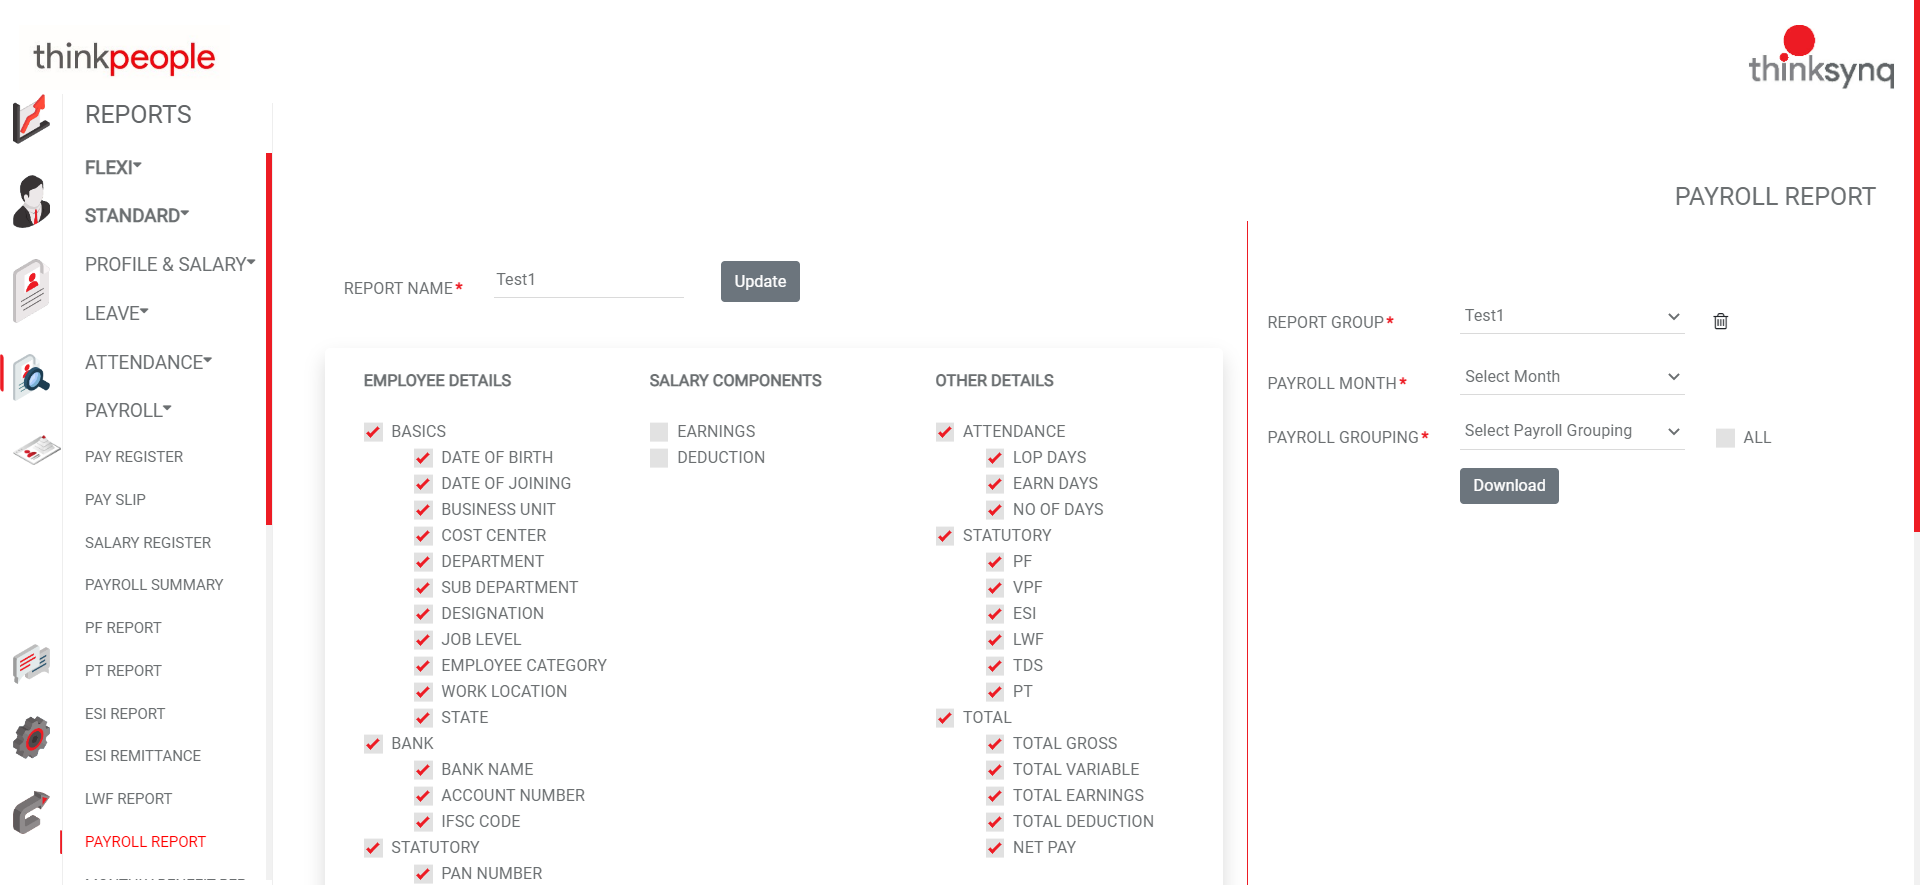 thinkpeople
thinksynq
REPORTS
FLEXI
STANDARD
PROFILE & SALARY
LEAVE
ATTENDANCE
PAYROLL
PAY REGISTER
PAY SLIP
SALARY REGISTER
PAYROLL SUMMARY
PF REPORT
PT REPORT
ESI REPORT
ESI REMITTANCE
LWF REPORT
PAYROLL REPORT
PAYROLL REPORT
REPORT NAME*
Test1
Update
EMPLOYEE DETAILS
BASICS
DATE OF BIRTH
DATE OF JOINING
BUSINESS UNIT
COST CENTER
DEPARTMENT
SUB DEPARTMENT
DESIGNATION
JOB LEVEL
EMPLOYEE CATEGORY
WORK LOCATION
STATE
BANK
BANK NAME
ACCOUNT NUMBER
IFSC CODE
STATUTORY
PAN NUMBER
SALARY COMPONENTS
EARNINGS
DEDUCTION
OTHER DETAILS
ATTENDANCE
LOP DAYS
EARN DAYS
NO OF DAYS
STATUTORY
PF
VPF
ESI
LWF
TDS
PT
TOTAL
TOTAL GROSS
TOTAL VARIABLE
TOTAL EARNINGS
TOTAL DEDUCTION
NET PAY
REPORT GROUP* Test1
PAYROLL MONTH* Select Month
PAYROLL GROUPING* Select Payroll Grouping ALL
Download